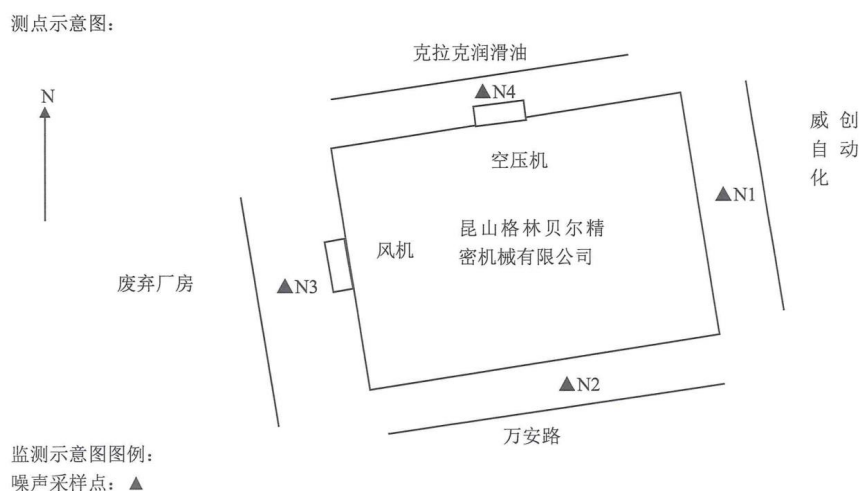 测点示意图：
克拉克润滑油
N
▲N4
威 创
自 动
化
空压机
▲N1
昆山格林贝尔精
密机械有限公司
风机
废弃厂房
▲N3
▲N2
万安路
监测示意图图例：
噪声采样点：▲